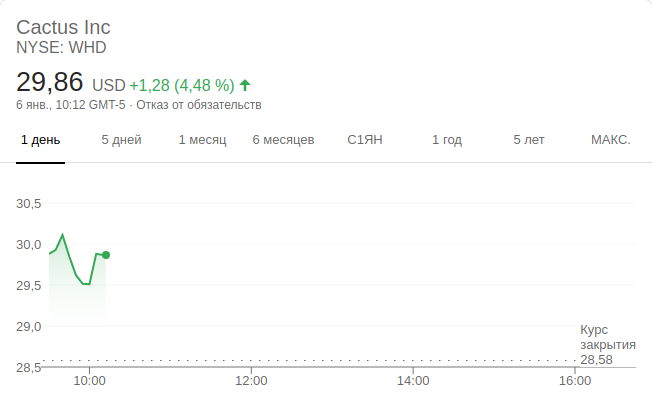 Cactus Inc
NYSE: WHD
29,86 USD +1,28 (4,48 %)
6 янв., 10:12 GMT-5 · Отказ от обязательств
1 день 5 дней 1 месяц 6 месяцев С1ЯН 1 год 5 лет МАКС.
30,5
30,0
29,5
29,0
Курс
закрытия
28,58
28,5
10:00 12:00 14:00 16:00